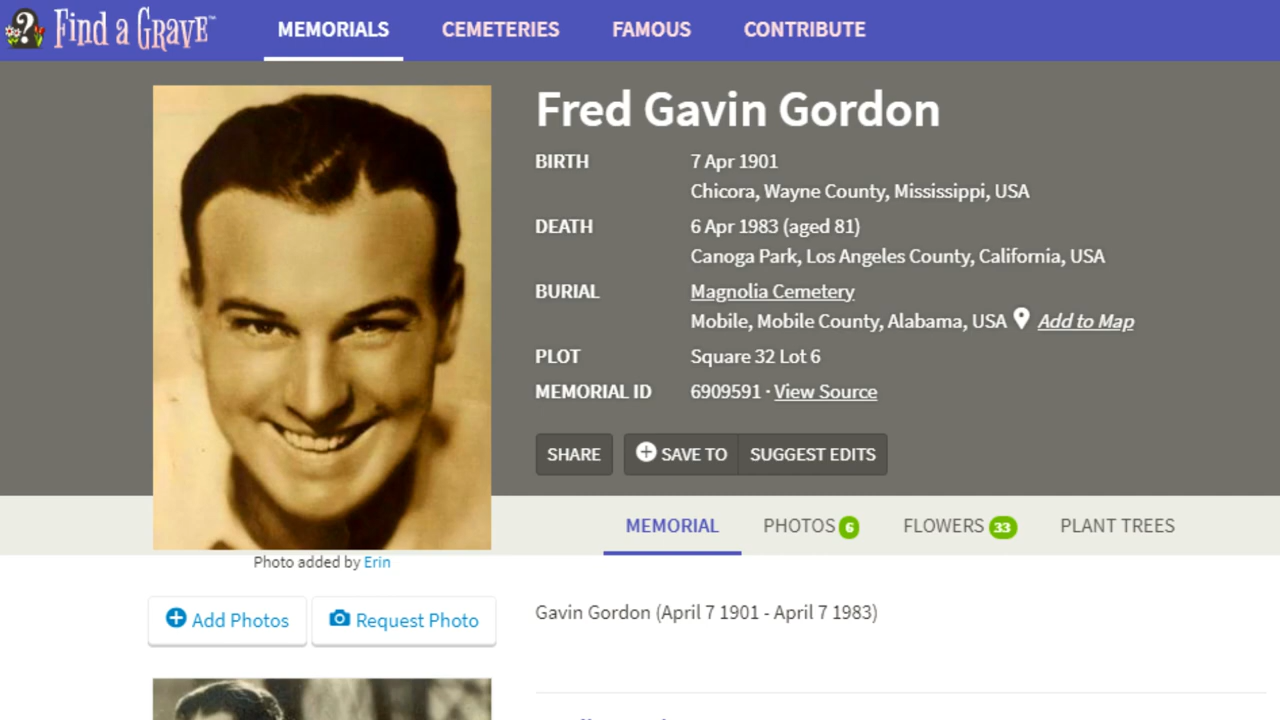 Find a Grave™
MEMORIALS CEMETERIES FAMOUS CONTRIBUTE
Fred Gavin Gordon
BIRTH 7 Apr 1901
Chicora, Wayne County, Mississippi, USA
DEATH 6 Apr 1983 (aged 81)
Canoga Park, Los Angeles County, California, USA
BURIAL Magnolia Cemetery
Mobile, Mobile County, Alabama, USA Add to Map
PLOT Square 32 Lot 6
MEMORIAL ID 6909591 · View Source
SHARE SAVE TO SUGGEST EDITS
MEMORIAL PHOTOS 6 FLOWERS 33 PLANT TREES
Photo added by Erin
Add Photos Request Photo
Gavin Gordon (April 7 1901 - April 7 1983)